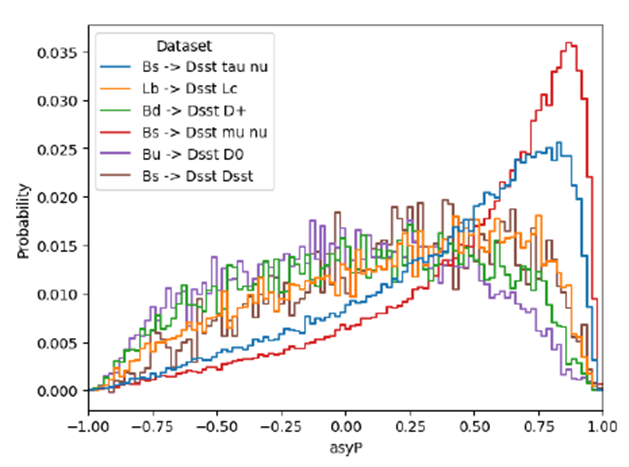 Dataset
Bs -> Dsst tau nu
Lb -> Dsst Lc
Bd -> Dsst D+
Bs -> Dsst mu nu
Bu -> Dsst D0
Bs -> Dsst Dsst
Probability
0.035
0.030
0.025
0.020
0.015
0.010
0.005
0.000
−1.00 −0.75 −0.50 −0.25 0.00 0.25 0.50 0.75 1.00
asyP